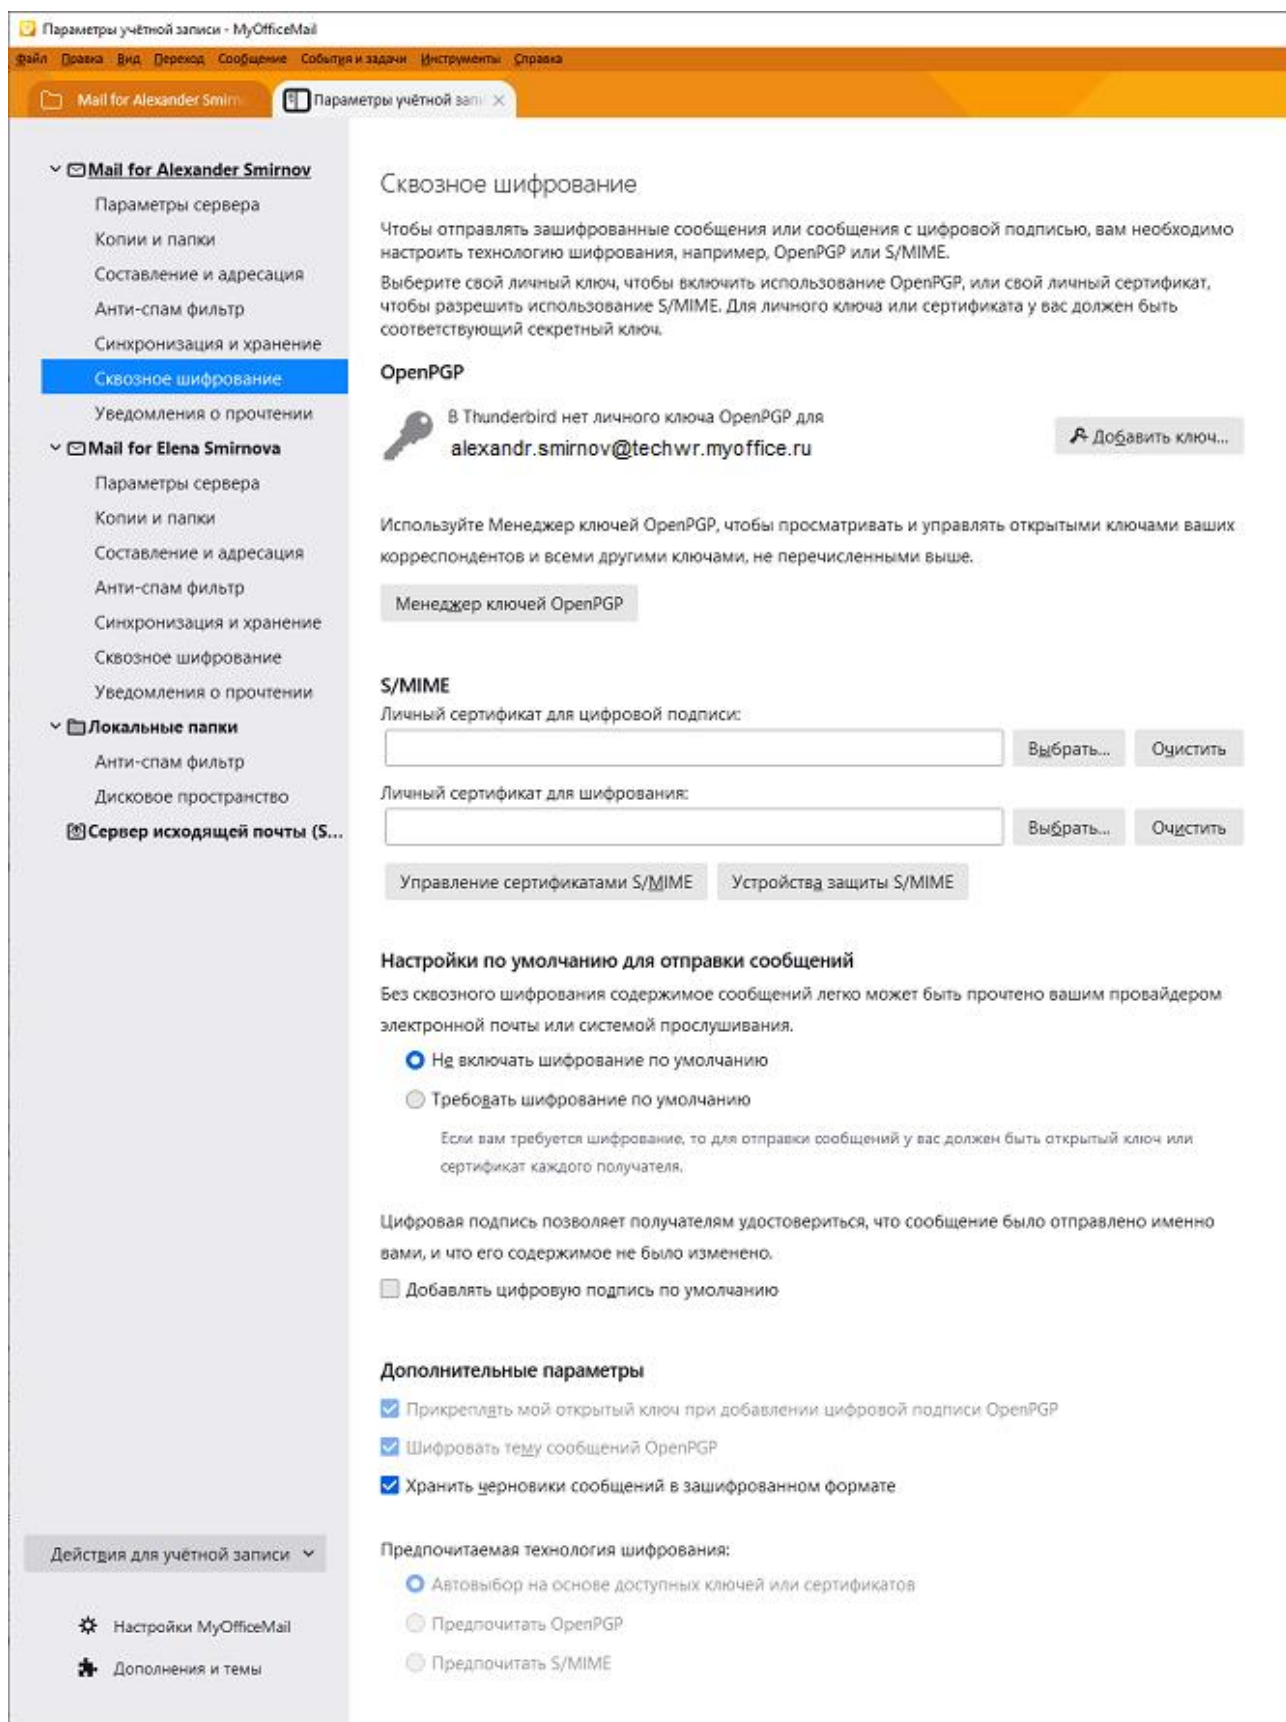 Параметры учётной записи - MyOfficeMail
Файл Правка Вид Переход Сообщение События и задачи Инструменты Справка
Mail for Alexander Smirn
Параметры учётной запи
Mail for Alexander Smirnov
Параметры сервера
Копии и папки
Составление и адресация
Анти-спам фильтр
Синхронизация и хранение
Сквозное шифрование
Уведомления о прочтении
Mail for Elena Smirnova
Параметры сервера
Копии и папки
Составление и адресация
Анти-спам фильтр
Синхронизация и хранение
Сквозное шифрование
Уведомления о прочтении
Локальные папки
Анти-спам фильтр
Дисковое пространство
Сервер исходящей почты (S...
Действия для учётной записи
Настройки MyOfficeMail
Дополнения и темы
Сквозное шифрование
Чтобы отправлять зашифрованные сообщения или сообщения с цифровой подписью, вам необходимо
настроить технологию шифрования, например, OpenPGP или S/MIME.
Выберите свой личный ключ, чтобы включить использование OpenPGP, или свой личный сертификат,
чтобы разрешить использование S/MIME. Для личного ключа или сертификата у вас должен быть
соответствующий секретный ключ.
OpenPGP
В Thunderbird нет личного ключа OpenPGP для
alexandr.smirnov@techwr.myoffice.ru
Добавить ключ...
Используйте Менеджер ключей OpenPGP, чтобы просматривать и управлять открытыми ключами ваших
корреспондентов и всеми другими ключами, не перечисленными выше.
Менеджер ключей OpenPGP
S/MIME
Личный сертификат для цифровой подписи:
Выбрать... Очистить
Личный сертификат для шифрования:
Выбрать... Очистить
Управление сертификатами S/MIME Устройства защиты S/MIME
Настройки по умолчанию для отправки сообщений
Без сквозного шифрования содержимое сообщений легко может быть прочтено вашим провайдером
электронной почты или системой прослушивания.
Не включать шифрование по умолчанию
Требовать шифрование по умолчанию
Если вам требуется шифрование, то для отправки сообщений у вас должен быть открытый ключ или
сертификат каждого получателя.
Цифровая подпись позволяет получателям удостовериться, что сообщение было отправлено именно
вами, и что его содержимое не было изменено.
Добавлять цифровую подпись по умолчанию
Дополнительные параметры
Прикреплять мой открытый ключ при добавлении цифровой подписи OpenPGP
Шифровать тему сообщений OpenPGP
Хранить черновики сообщений в зашифрованном формате
Предпочитаемая технология шифрования:
Автовыбор на основе доступных ключей или сертификатов
Предпочитать OpenPGP
Предпочитать S/MIME